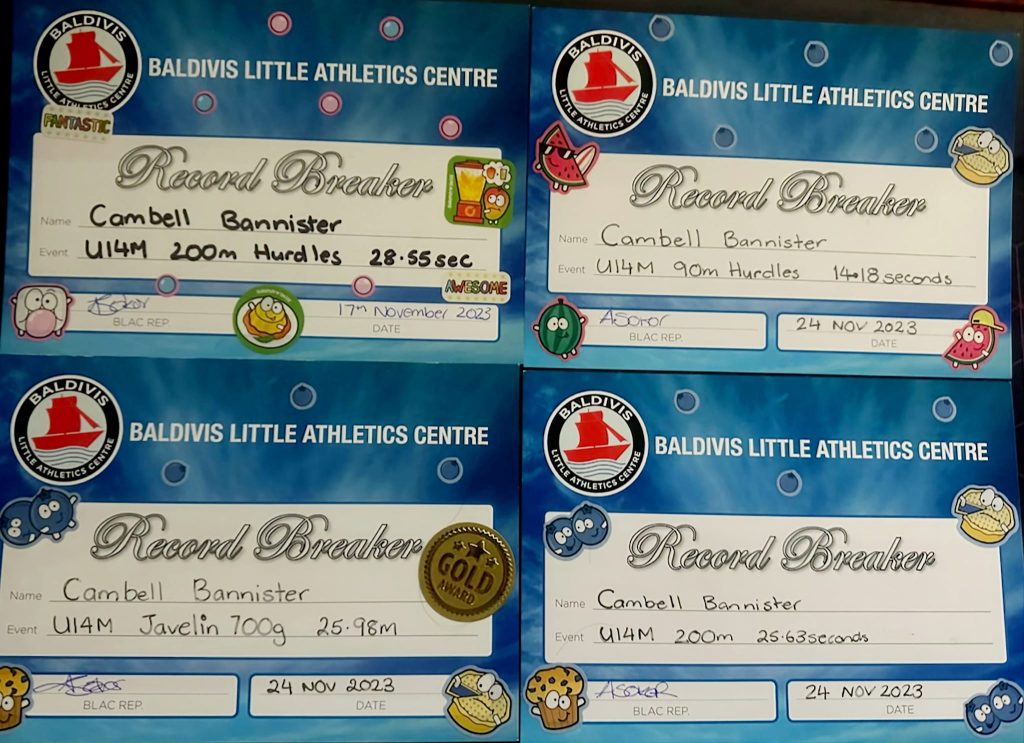 BALDIVIS
LITTLE ATHLETICS CENTRE
BALDIVIS LITTLE ATHLETICS CENTRE
FANTASTIC
Record Breaker
Name Cambell Bannister
Event U14M 200m Hurdles 28.55sec
AWESOME
17th November 2023
BLAC REP. DATE
BALDIVIS
LITTLE ATHLETICS CENTRE
BALDIVIS LITTLE ATHLETICS CENTRE
Record Breaker
Name Cambell Bannister
Event U14M 90m Hurdles 14.18seconds
24 NOV 2023
BLAC REP. DATE
BALDIVIS
LITTLE ATHLETICS CENTRE
BALDIVIS LITTLE ATHLETICS CENTRE
Record Breaker
GOLD
AWARD
Name Cambell Bannister
Event U14M Javelin 700g 25.98m
24 NOV 2023
BLAC REP. DATE
BALDIVIS
LITTLE ATHLETICS CENTRE
BALDIVIS LITTLE ATHLETICS CENTRE
Record Breaker
Name Cambell Bannister
Event U14M 200m 25.63seconds
24 NOV 2023
BLAC REP. DATE